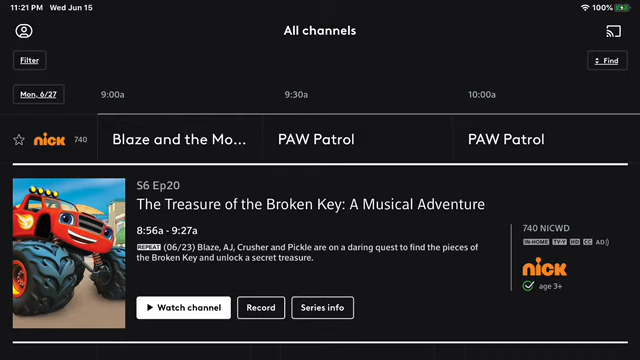 11:21 PM Wed Jun 15
100%
All channels
Filter
Find
Mon, 6/27
9:00a
9:30a
10:00a
nick 740
Blaze and the Mo...
PAW Patrol
PAW Patrol
S6 Ep20
The Treasure of the Broken Key: A Musical Adventure
8:56a - 9:27a
REPEAT (06/23) Blaze, AJ, Crusher and Pickle are on a daring quest to find the pieces of
the Broken Key and unlock a secret treasure.
740 NICWD
IN-HOME TV-Y HD CC AD
nick
age 3+
Watch channel
Record
Series info